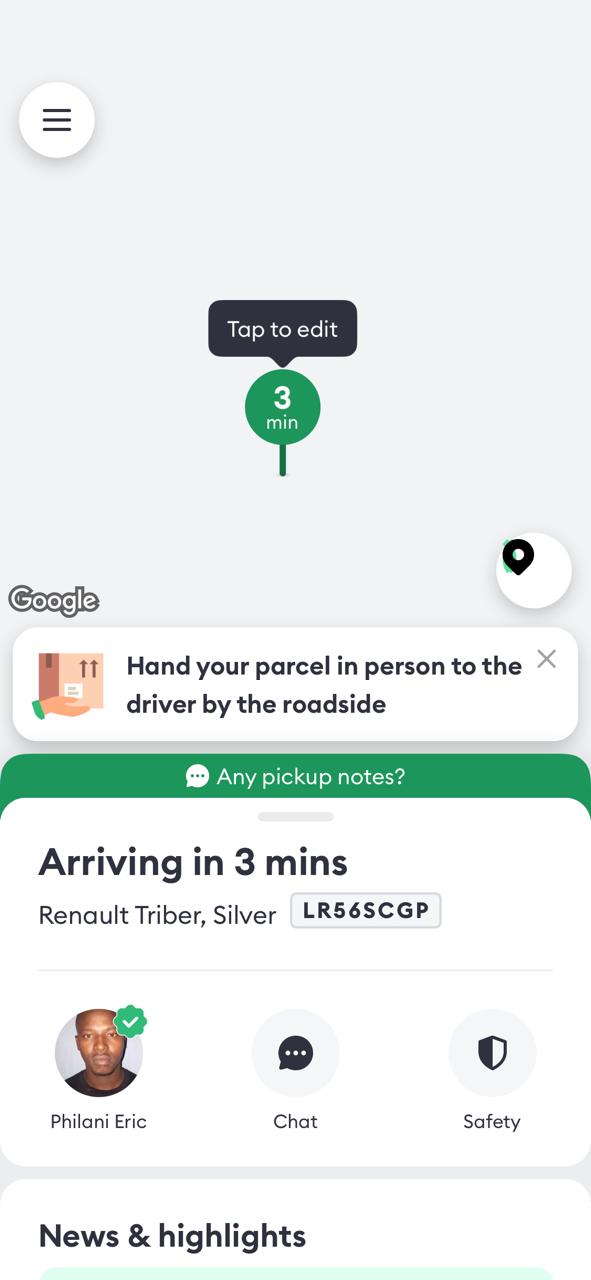 Tap to edit
3
min
Google
Hand your parcel in person to the
driver by the roadside
Any pickup notes?
Arriving in 3 mins
Renault Triber, Silver LR56SCGP
Philani Eric
Chat
Safety
News & highlights